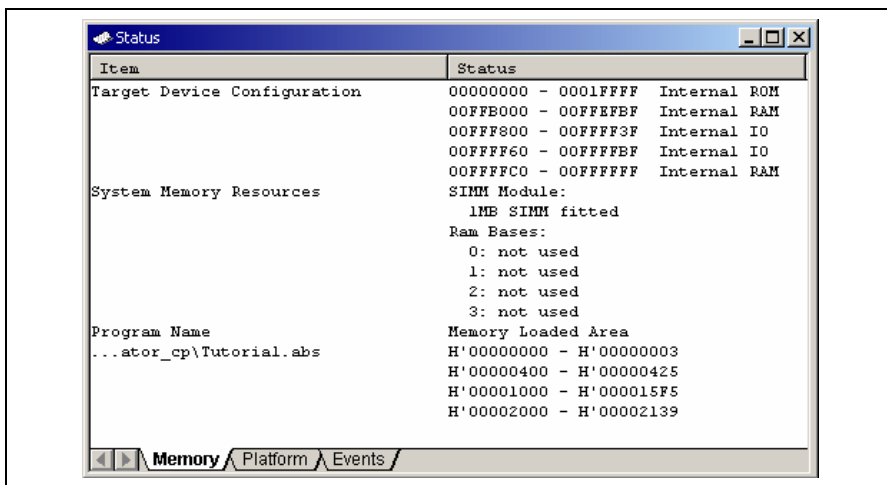 Status
Item Status
Target Device Configuration 00000000 - 0001FFFF Internal ROM
00FFB000 - 00FFEFBF Internal RAM
00FFF800 - 00FFFF3F Internal IO
00FFFF60 - 00FFFFBF Internal IO
00FFFFC0 - 00FFFFFF Internal RAM
System Memory Resources SIMM Module:
1MB SIMM fitted
Ram Bases:
0: not used
1: not used
2: not used
3: not used
Program Name Memory Loaded Area
...ator_cp\Tutorial.abs H'00000000 - H'00000003
H'00000400 - H'00000425
H'00001000 - H'000015F5
H'00002000 - H'00002139
Memory Platform Events